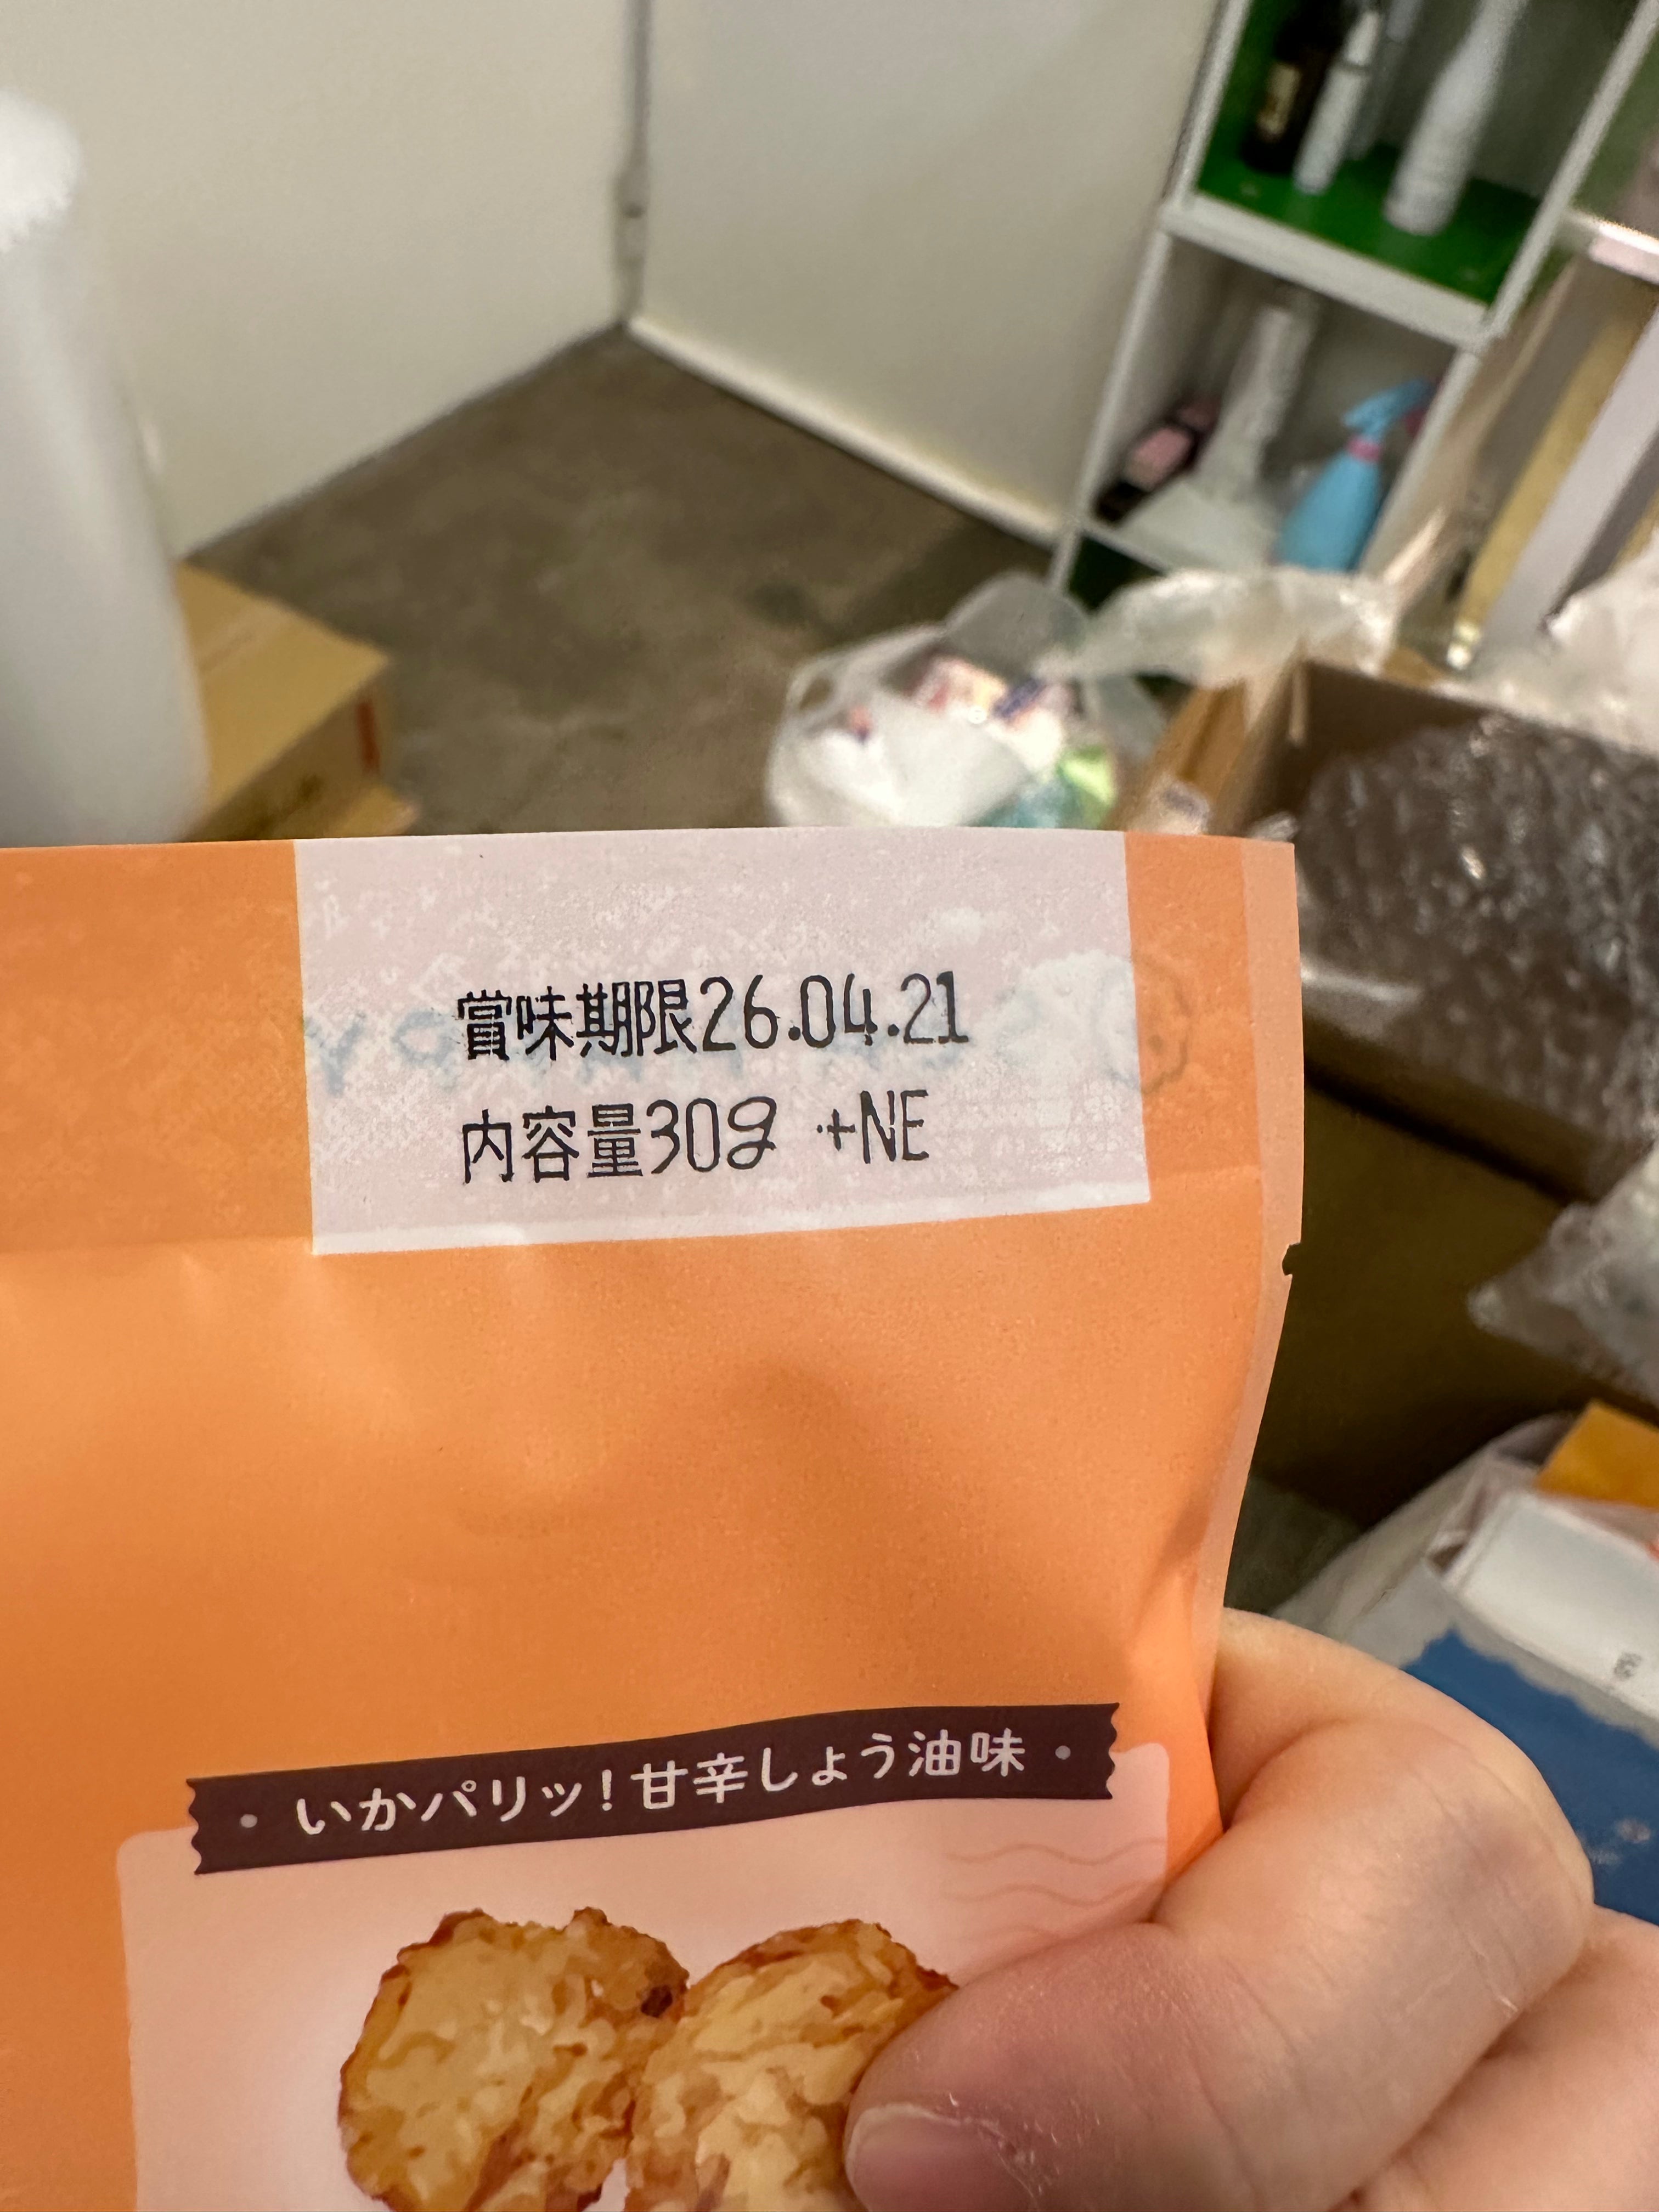 賞味期限26.04.21
内容量30g +NE
・いかパリッ！甘辛しょう油味・